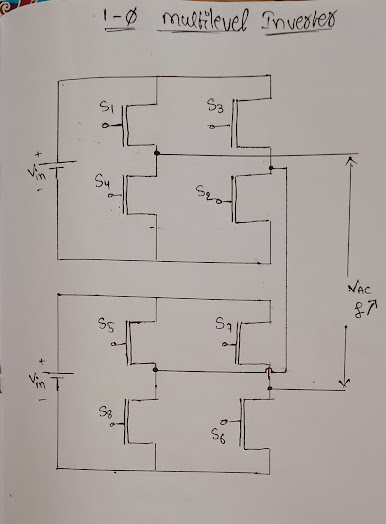 1-Ø Multilevel Inverter
S1
S3
+
Vin
-
S4
S2
VAC
S5
S7
+
Vin
-
S8
S6